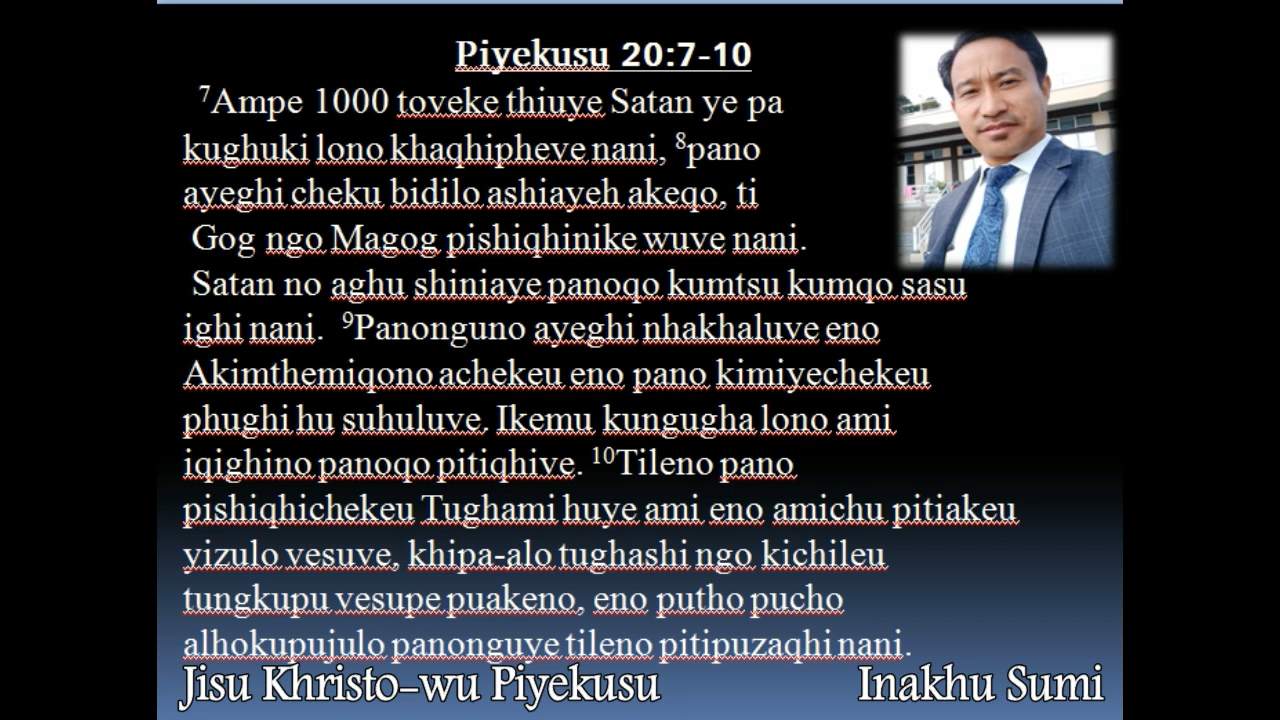 Piyekusu 20:7-10
⁷Ampe 1000 toveke thiuye Satan ye pa
kughuki lono khaqhipheve nani, ⁸pano
ayeghi cheku bidilo ashiayeh akeqo, ti
Gog ngo Magog pishiqhinike wuve nani.
Satan no aghu shiniaye panoqo kumtsu kumqo sasu
ighi nani. ⁹Panonguno ayeghi nhakhaluve eno
Akimthemiqono achekeu eno pano kimiyechekeu
phughi hu suhuluve. Ikemu kungugha lono ami
iqighino panoqo pitiqhive. ¹⁰Tileno pano
pishiqhichekeu Tughami huye ami eno amichu pitiakeu
yizulo vesuve, khipa-alo tughashi ngo kichileu
tungkupu vesupe puakeno, eno putho pucho
alhokupujulo panonguye tileno pitipuzaqhi nani.
Jisu Khristo-wu Piyekusu
Inakhu Sumi